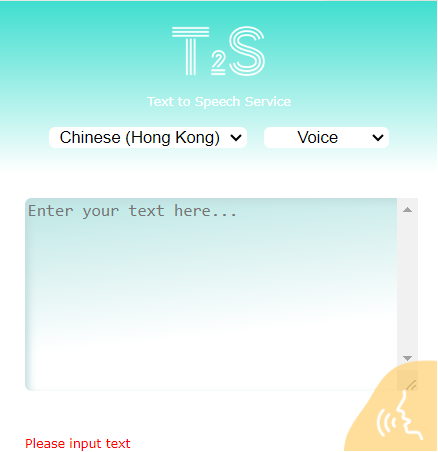 T2S
Text to Speech Service
Chinese (Hong Kong) Voice
Enter your text here...
Please input text